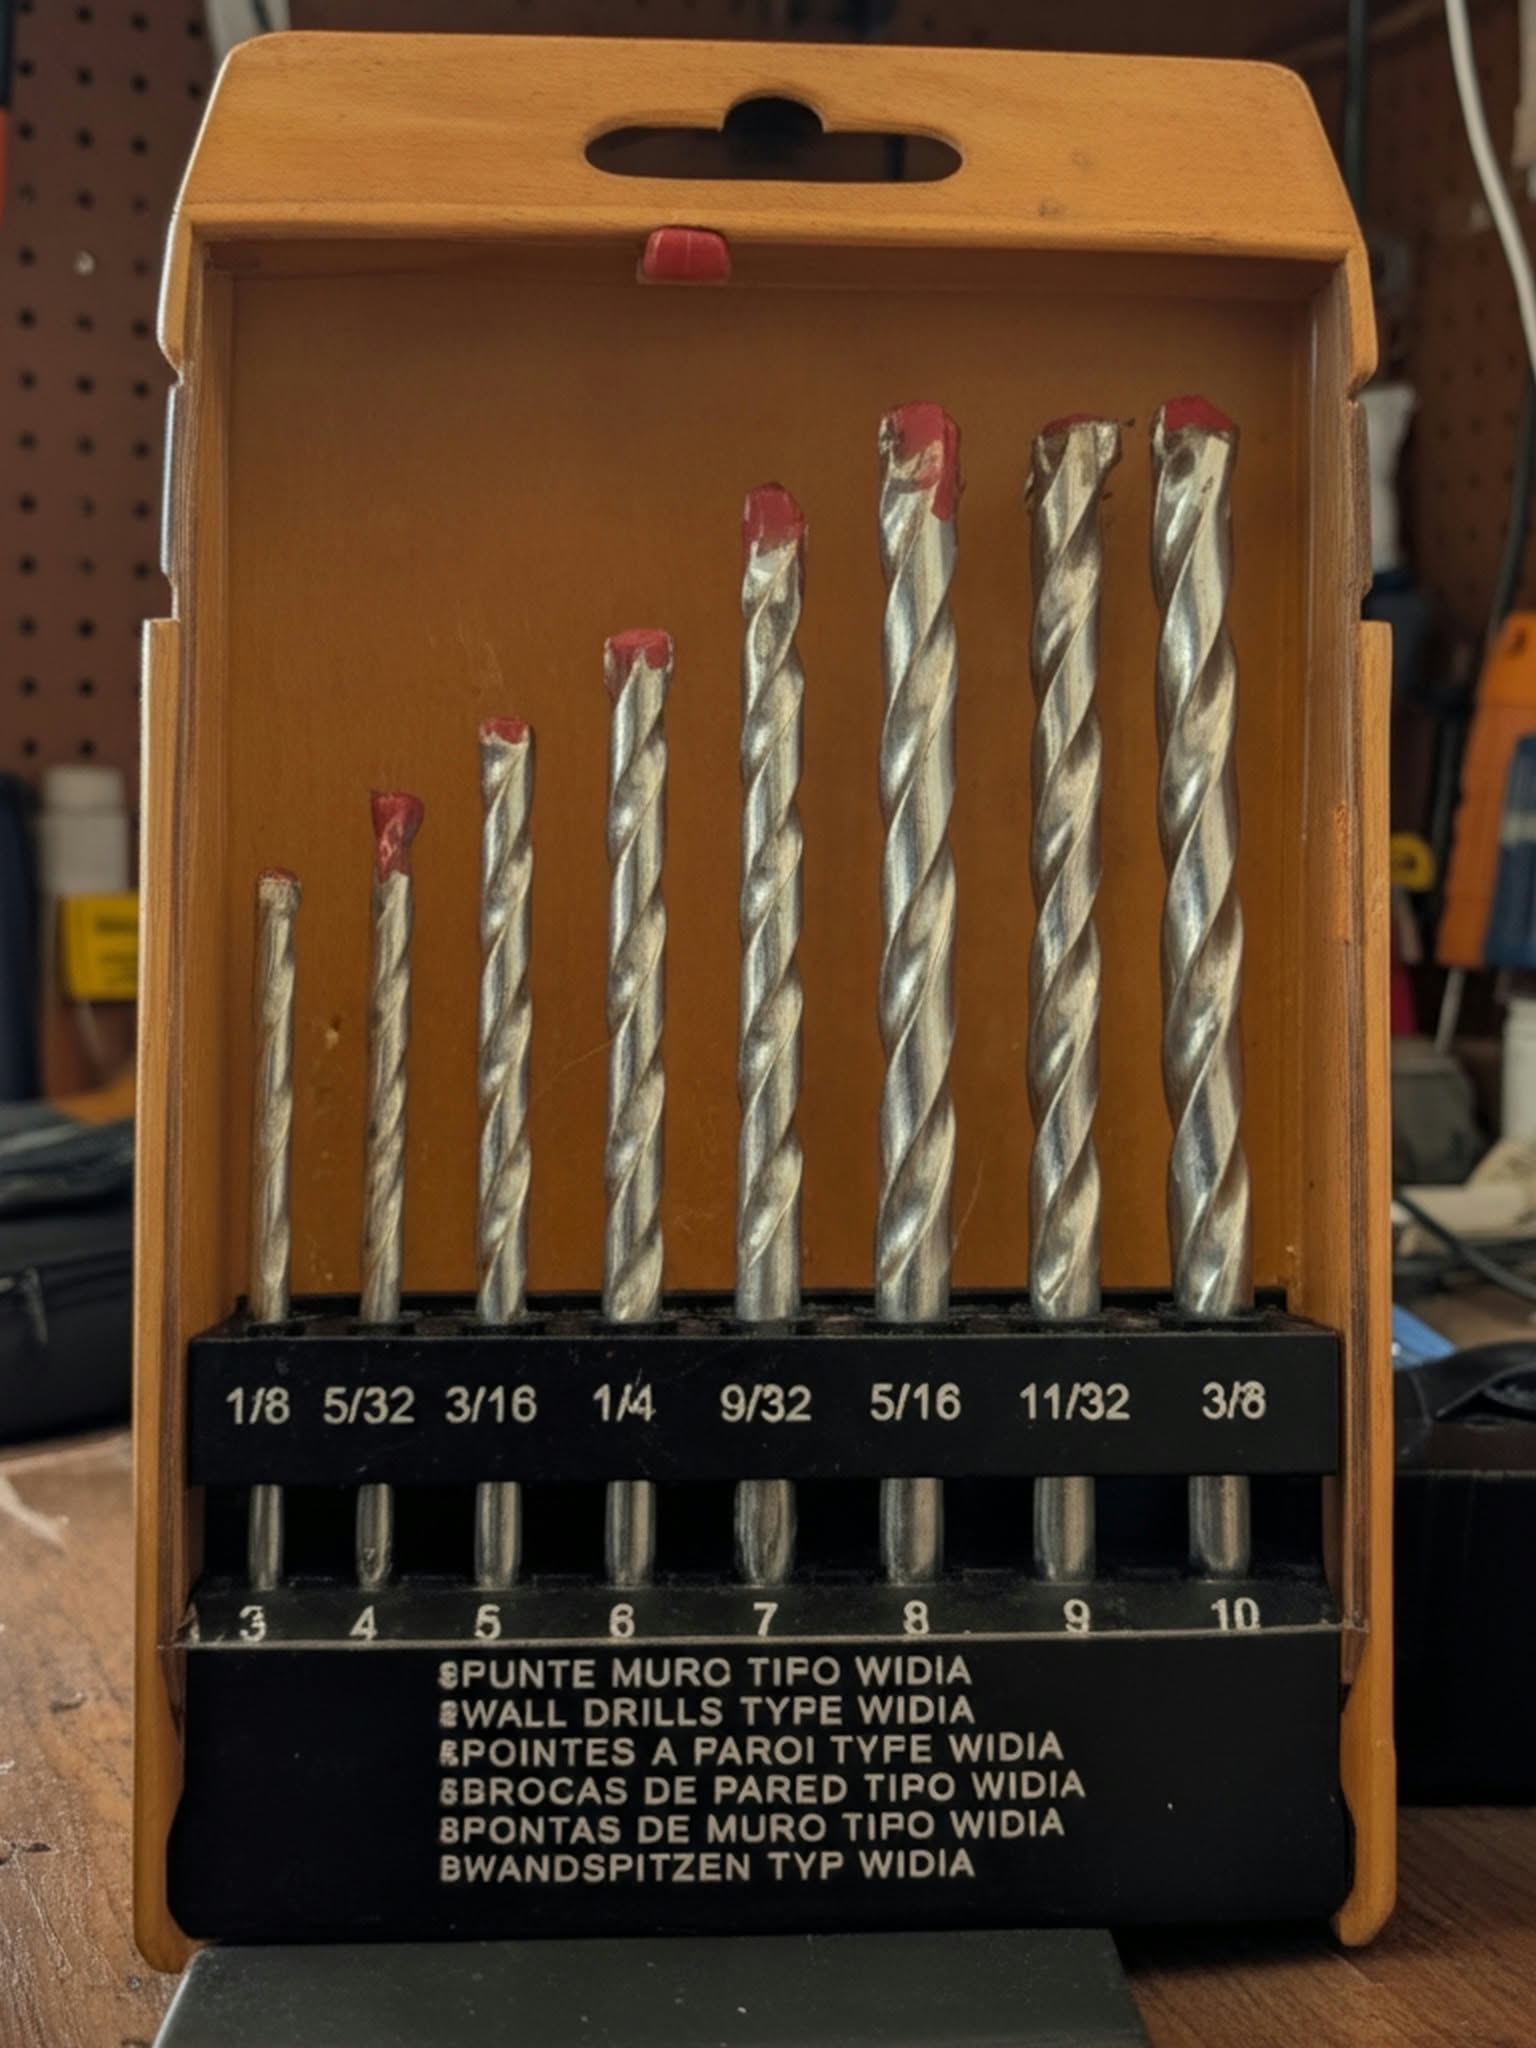 1/8 5/32 3/16 1/4 9/32 5/16 11/32 3/8
3 4 5 6 7 8 9 10
PUNTE MURO TIPO WIDIA
WALL DRILLS TYPE WIDIA
POINTES A PAROI TYPE WIDIA
BROCAS DE PARED TIPO WIDIA
8PONTAS DE MURO TIPO WIDIA
WANDSPITZEN TYP WIDIA